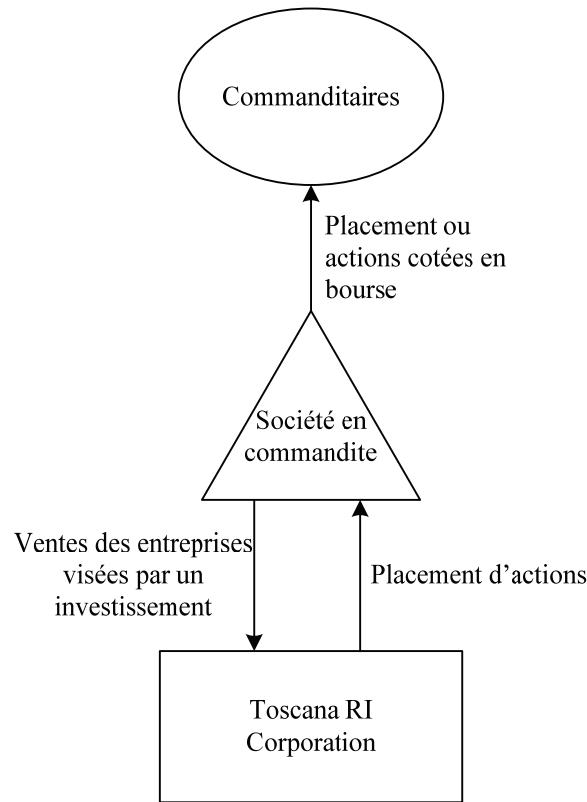 Commanditaires
Placement ou
actions cotées en
bourse
Société en
commandite
Ventes des entreprises
visées par un
investissement
Placement d’actions
Toscana RI
Corporation